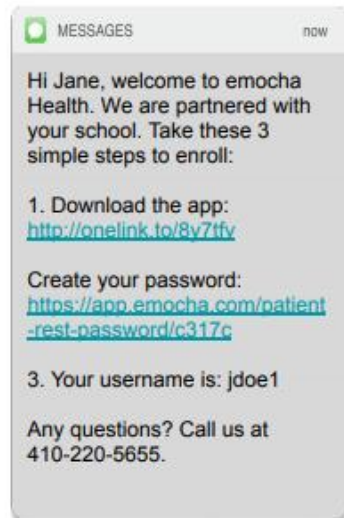 MESSAGES now
Hi Jane, welcome to emocha
Health. We are partnered with
your school. Take these 3
simple steps to enroll:
1. Download the app:
http://onelink.to/8y7tfv
Create your password:
https://app.emocha.com/patient
-rest-password/c317c
3. Your username is: jdoe1
Any questions? Call us at
410-220-5655.